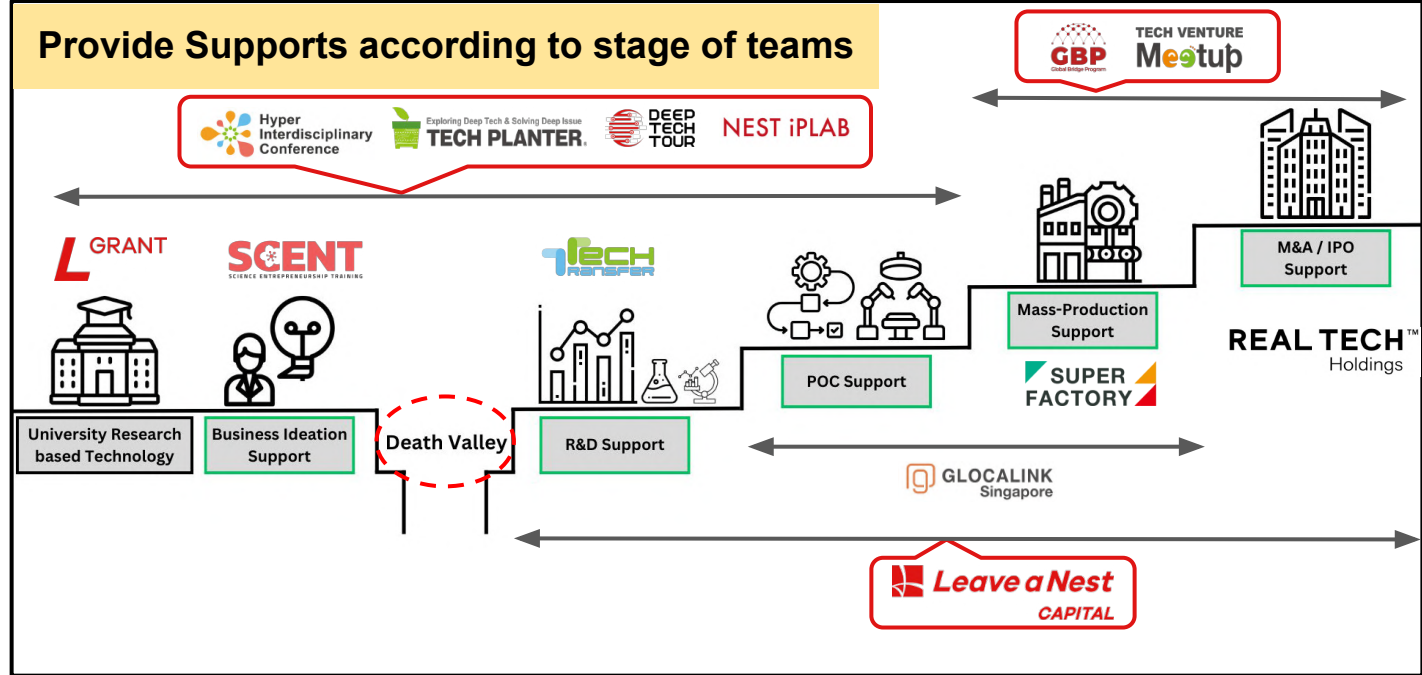 Provide Supports according to stage of teams
GBP
Global Bridge Program
TECH VENTURE
Meetup
Hyper
Interdisciplinary
Conference
Exploring Deep Tech & Solving Deep Issue
TECH PLANTER.
DEEP
TECH
TOUR
NEST iPLAB
L GRANT
SCENT
SCIENCE ENTREPRENEURSHIP TRAINING
TECH
TRANSFER
University Research
based Technology
Business Ideation
Support
Death Valley
R&D Support
POC Support
Mass-Production
Support
M&A / IPO
Support
SUPER
FACTORY
REAL TECH™
Holdings
GLOCALINK
Singapore
Leave a Nest
CAPITAL